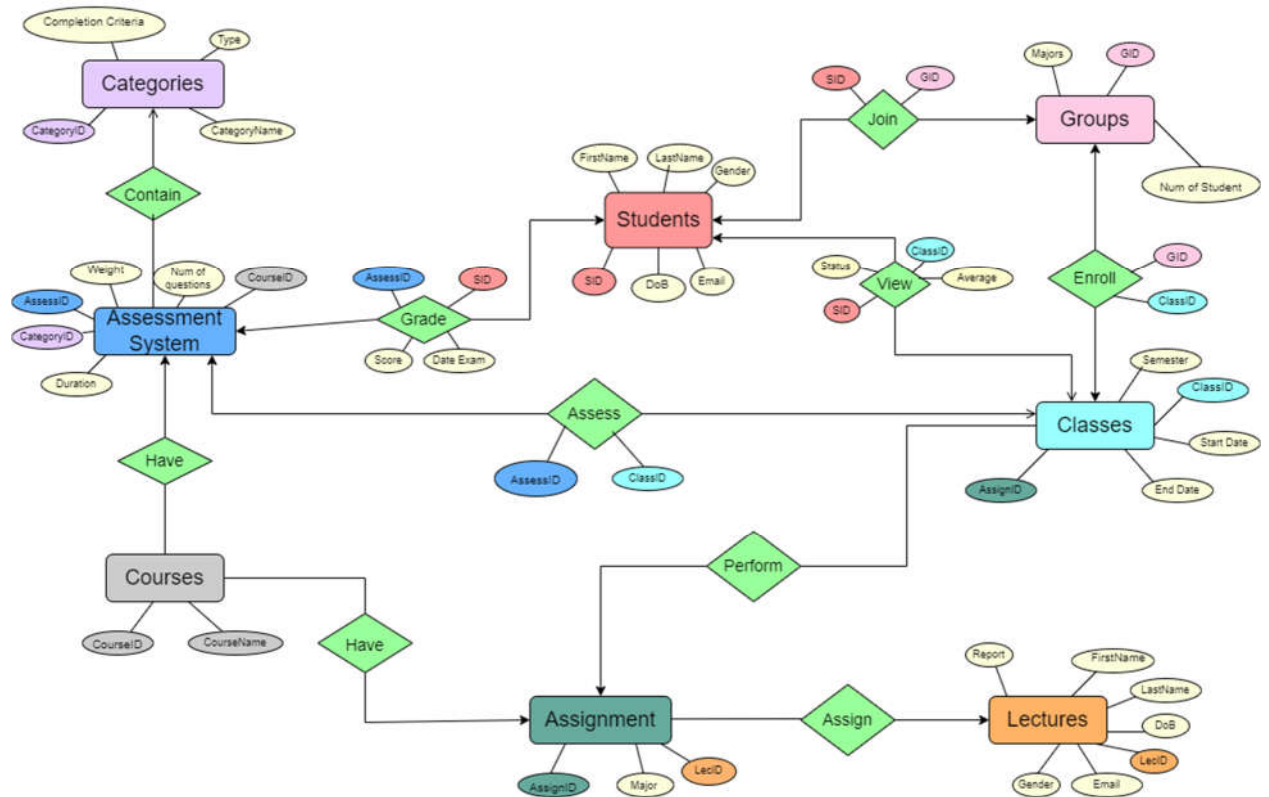 Completion Criteria
Type
Categories
CategoryID
CategoryName
Contain
Majors
GID
Groups
Num of Student
SID
GID
Join
FirstName
LastName
Gender
Students
SID
DoB
Email
Weight
Num of
questions
CourseID
AssessID
CategoryID
Assessment
System
Duration
AssessID
SID
Grade
Score
Date Exam
ClassID
Status
Average
View
SID
GID
Enroll
ClassID
Semester
ClassID
Classes
Start Date
End Date
AssignID
Assess
AssessID
ClassID
Have
Courses
CourseID
CourseName
Have
Perform
Assignment
AssignID
Major
LecID
Assign
Report
FirstName
LastName
Lectures
DoB
LecID
Gender
Email